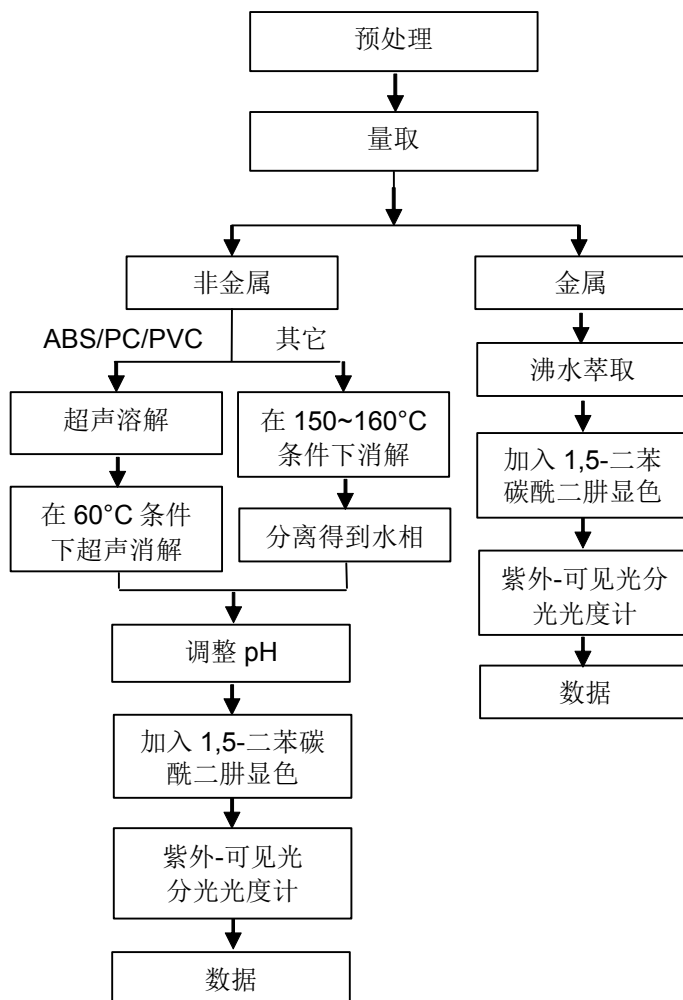 预处理
量取
非金属
金属
ABS/PC/PVC
其它
超声溶解
在 60°C 条件
下超声消解
在 150~160°C
条件下消解
分离得到水相
调整 pH
加入 1,5-二苯碳
酰二肼显色
紫外-可见光
分光光度计
数据
沸水萃取
加入 1,5-二苯
碳酰二肼显色
紫外-可见光分
光光度计
数据